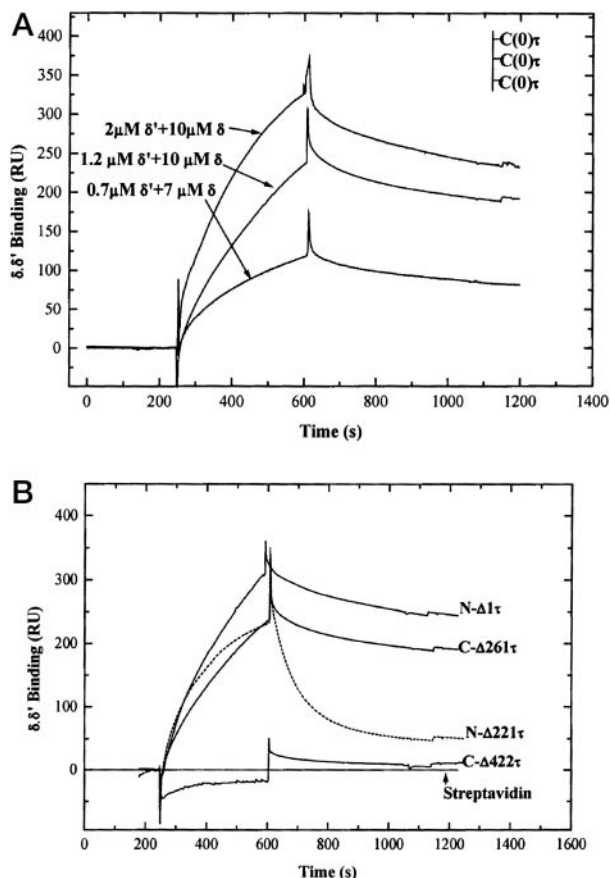 A
C(0)τ
C(0)τ
C(0)τ
2μM δ'+10μM δ
1.2 μM δ'+10 μM δ
0.7μM δ'+7 μM δ
δ.δ' Binding (RU)
400
350
300
250
200
150
100
50
0
0 200 400 600 800 1000 1200 1400
Time (s)
B
N-Δ1τ
C-Δ261τ
N-Δ221τ
C-Δ422τ
Streptavidin
δ.δ' Binding (RU)
400
300
200
100
0
0 200 400 600 800 1000 1200 1400 1600
Time (s)